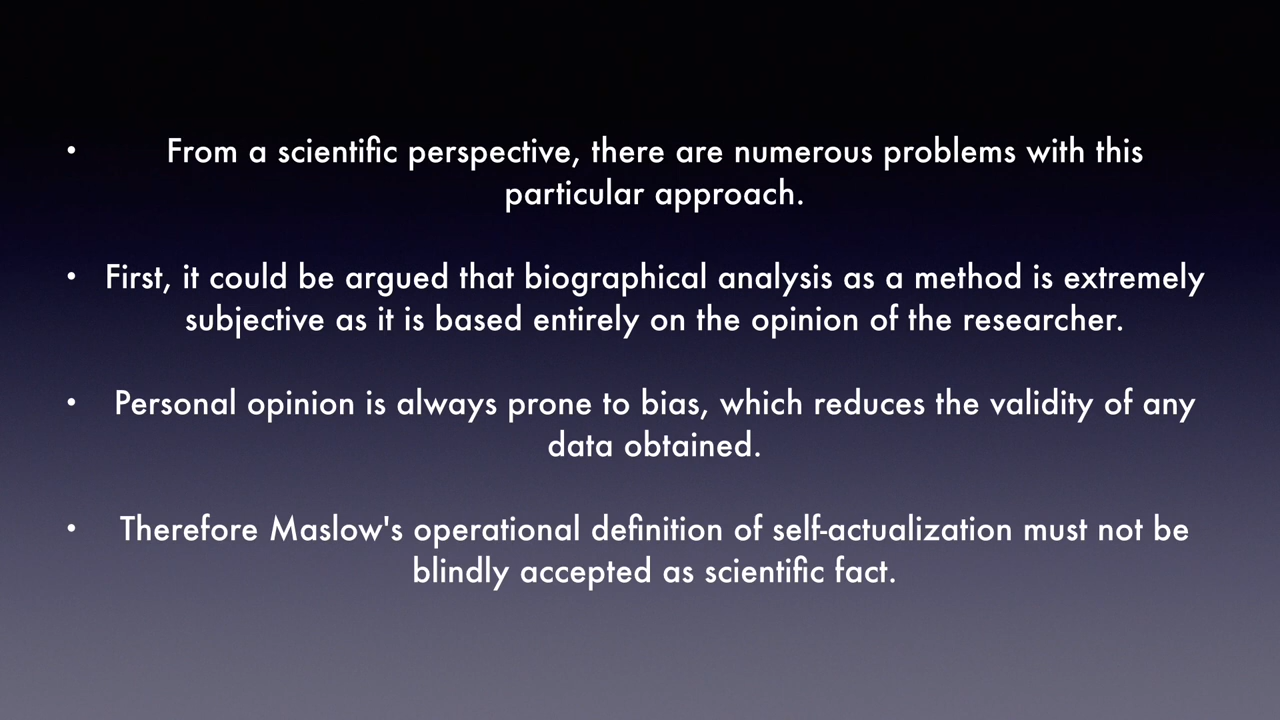 • From a scientific perspective, there are numerous problems with this
particular approach.
• First, it could be argued that biographical analysis as a method is extremely
subjective as it is based entirely on the opinion of the researcher.
• Personal opinion is always prone to bias, which reduces the validity of any
data obtained.
• Therefore Maslow's operational definition of self-actualization must not be
blindly accepted as scientific fact.